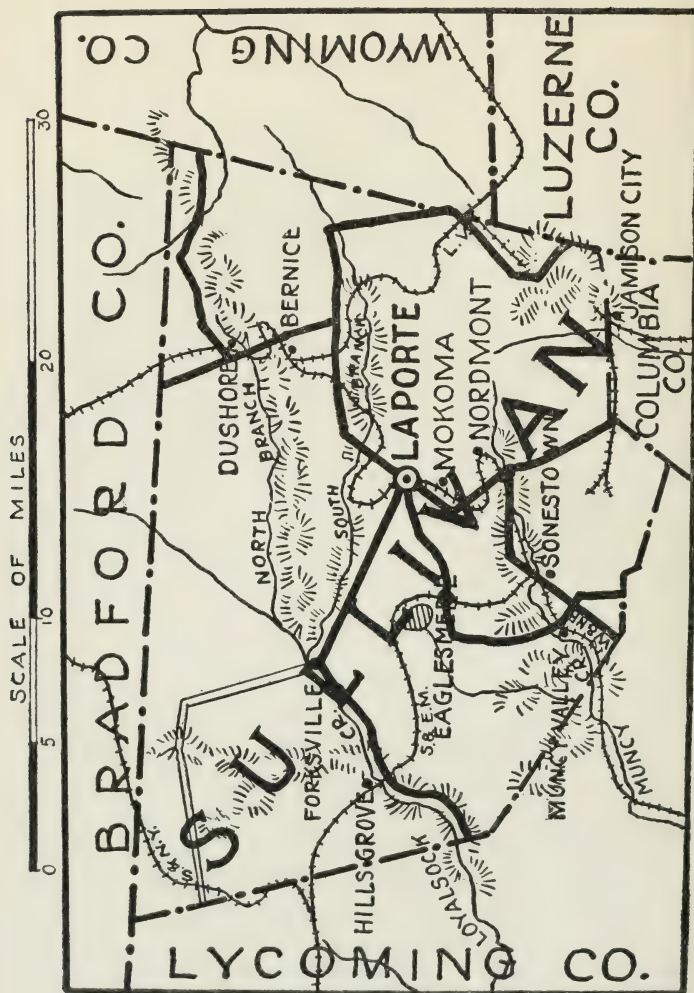 SCALE OF MILES
0 5 10 20 30
BRADFORD CO.
WYOMING CO.
LYCOMING CO.
LUZERNE CO.
COLUMBIA CO.
SULLIVAN
S. & N.Y.
DUSHORE
BERNICE
NORTH BRANCH
SOUTH BRANCH
FORKSVILLE
HILLS GROVE
LOYALSOCK CR.
LAPORTE
MOKOMA
NORDMONT
L.V.
EAGLESMERE
S. & E.M.
SONESTOWN
MUNCY VALLEY
MUNCY CR.
JAMISON CITY